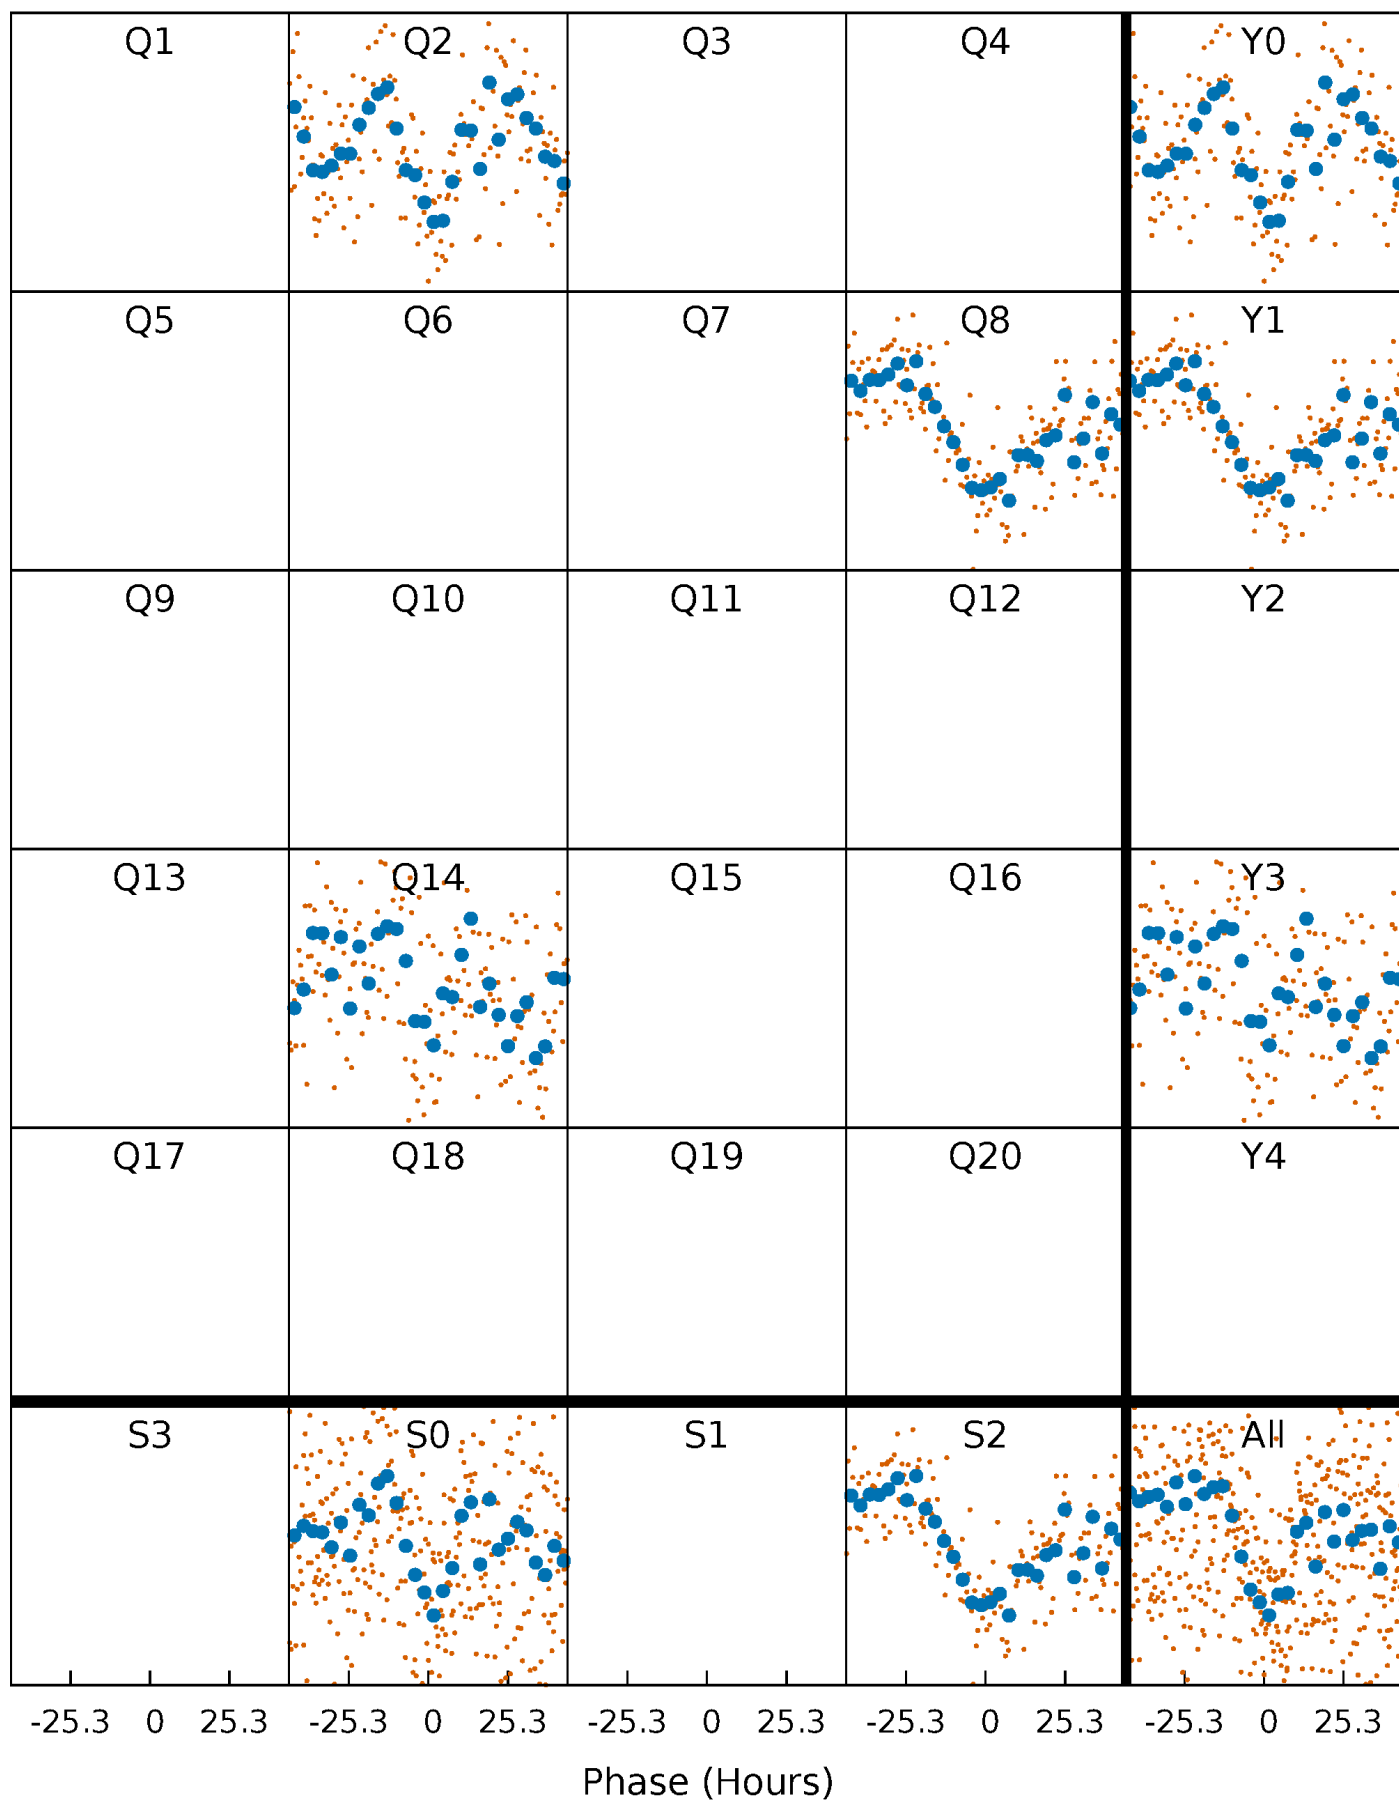 Q1 Q2 Q3 Q4 Y0
Q5 Q6 Q7 Q8 Y1
Q9 Q10 Q11 Q12 Y2
Q13 Q14 Q15 Q16 Y3
Q17 Q18 Q19 Q20 Y4
S3 S0 S1 S2 All
-25.3 0 25.3 -25.3 0 25.3 -25.3 0 25.3 -25.3 0 25.3 -25.3 0 25.3
Phase (Hours)